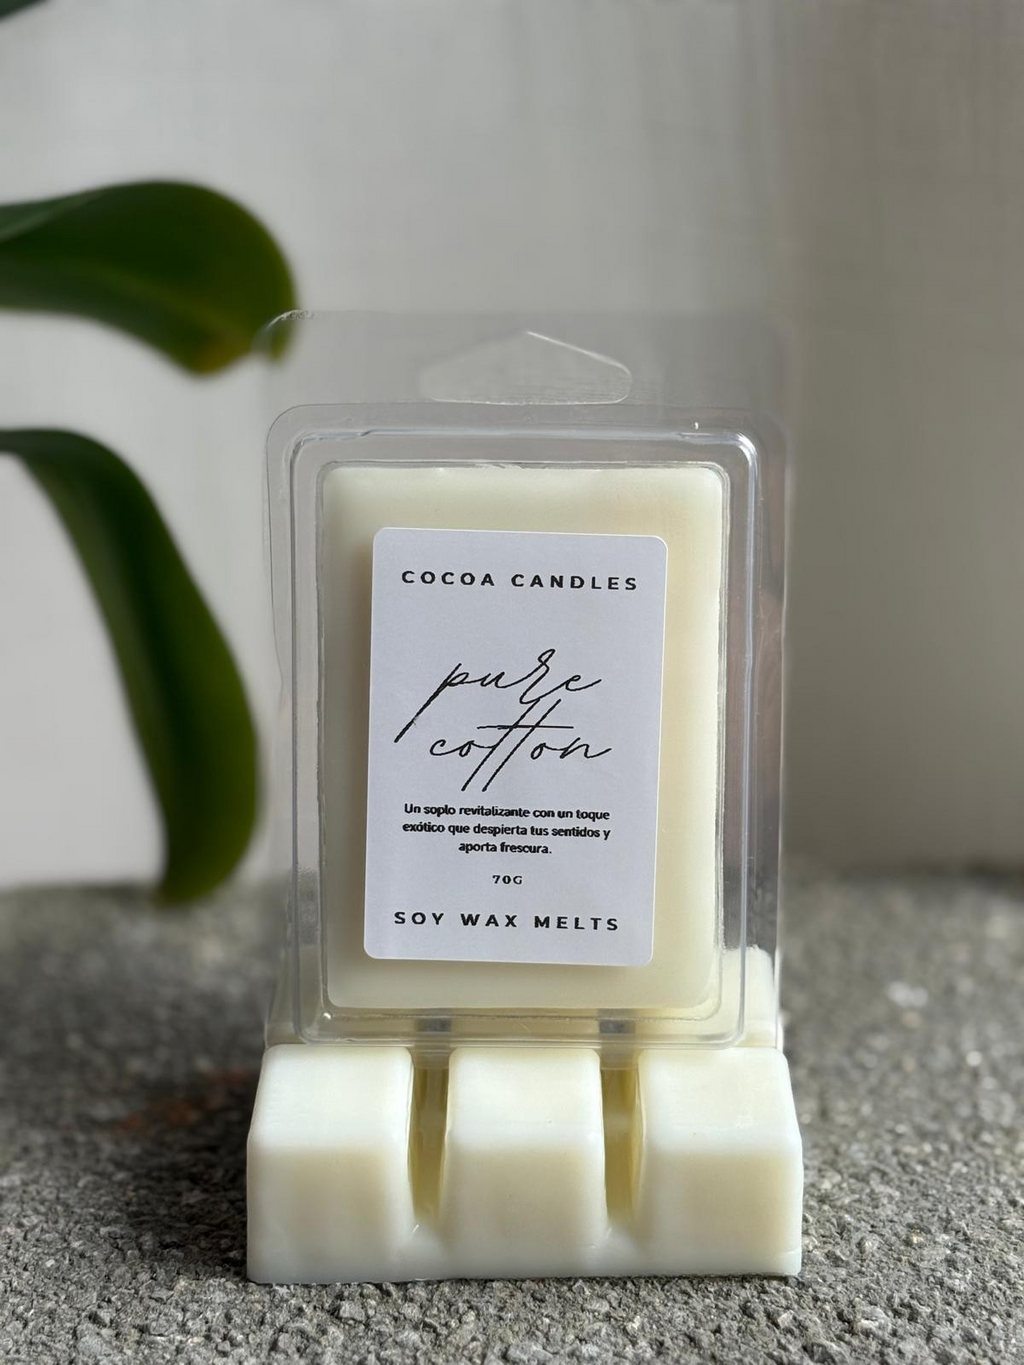 COCOA CANDLES
pure
cotton
Un soplo revitalizante con un toque
exótico que despierta tus sentidos y
aporta frescura.
70G
SOY WAX MELTS